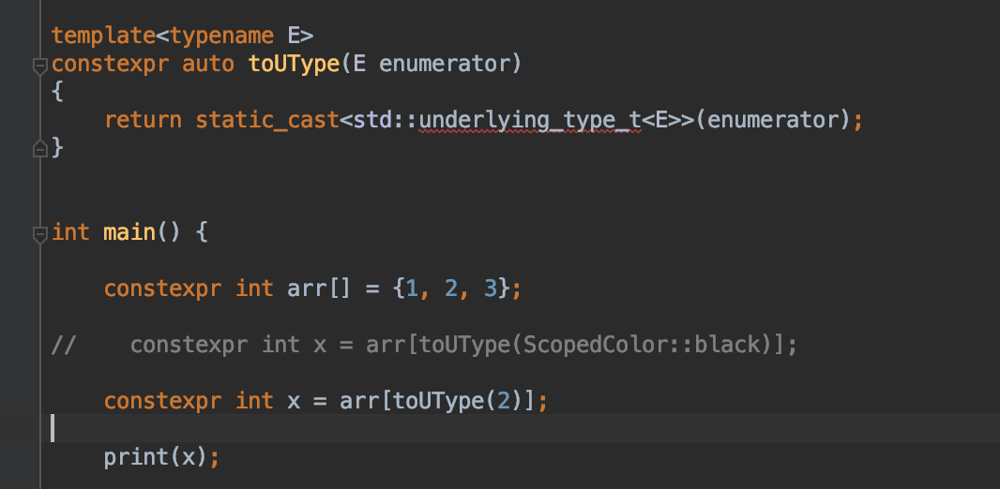 template<typename E>
constexpr auto toUType(E enumerator)
{
    return static_cast<std::underlying_type_t<E>>(enumerator);
}
int main() {
    constexpr int arr[] = {1, 2, 3};
//    constexpr int x = arr[toUType(ScopedColor::black)];
    constexpr int x = arr[toUType(2)];
    print(x);